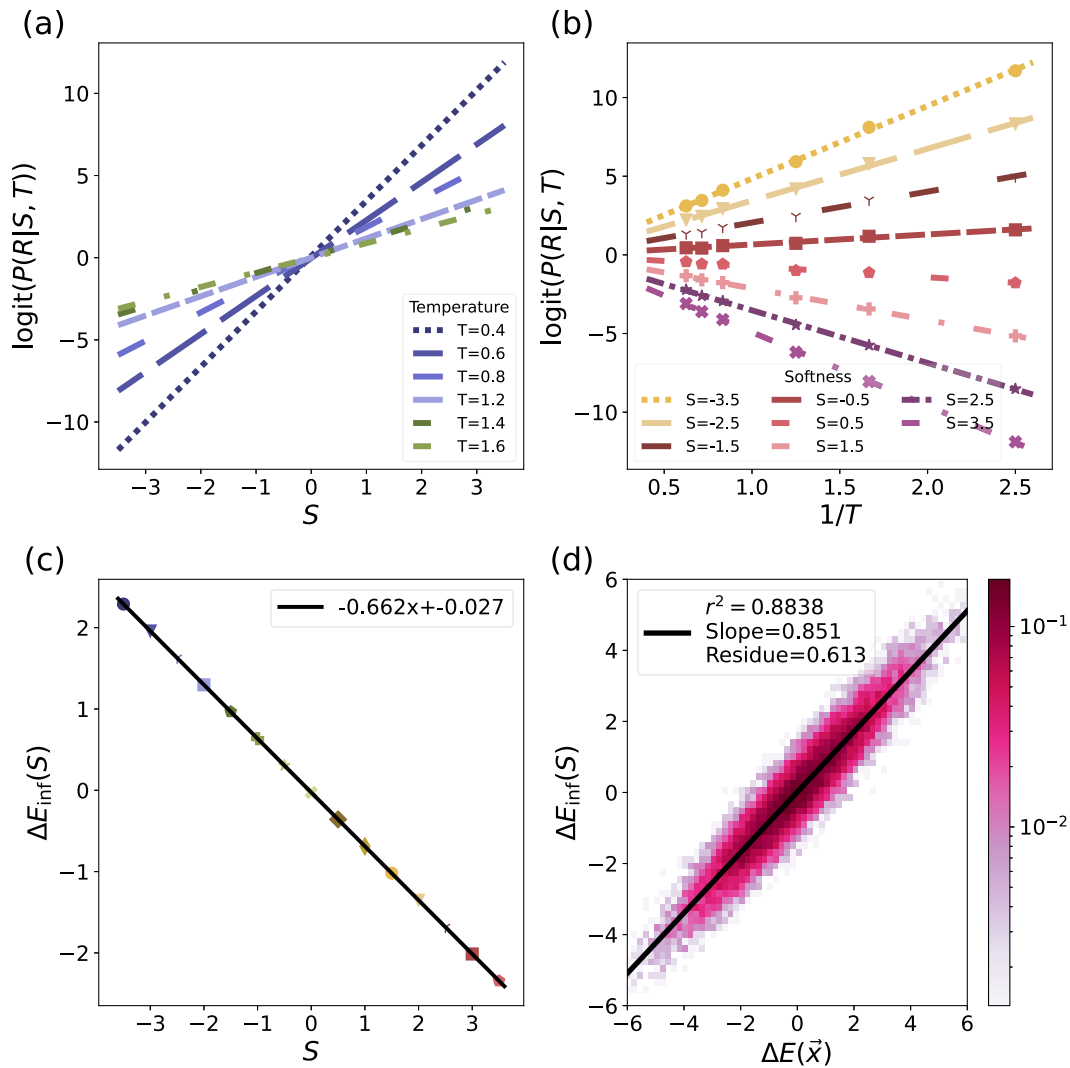 (a)
logit(P(R|S, T))
10
5
0
−5
−10
−3 −2 −1 0 1 2 3
S
Temperature
T=0.4
T=0.6
T=0.8
T=1.2
T=1.4
T=1.6
(b)
logit(P(R|S, T)
10
5
0
−5
−10
0.5 1.0 1.5 2.0 2.5
1/T
Softness
S=-3.5 S=-0.5 S=2.5
S=-2.5 S=0.5 S=3.5
S=-1.5 S=1.5
(c)
ΔE_inf(S)
2
1
0
−1
−2
−3 −2 −1 0 1 2 3
S
-0.662x+-0.027
(d)
ΔE_inf(S)
6
4
2
0
−2
−4
−6
−6 −4 −2 0 2 4 6
ΔE(x⃗)
r² = 0.8838
Slope=0.851
Residue=0.613
10⁻¹
10⁻²